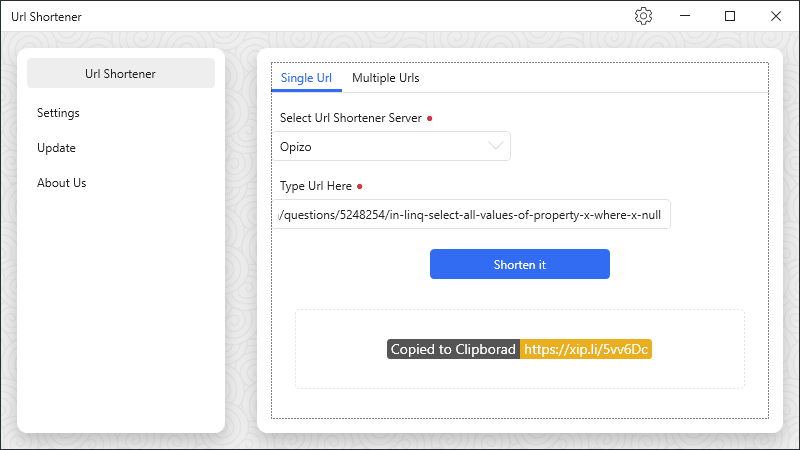 Url Shortener
Url Shortener
Settings
Update
About Us
Single Url
Multiple Urls
Select Url Shortener Server
Opizo
Type Url Here
/questions/5248254/in-linq-select-all-values-of-property-x-where-x-null
Shorten it
Copied to Clipborad https://xip.li/5vv6Dc